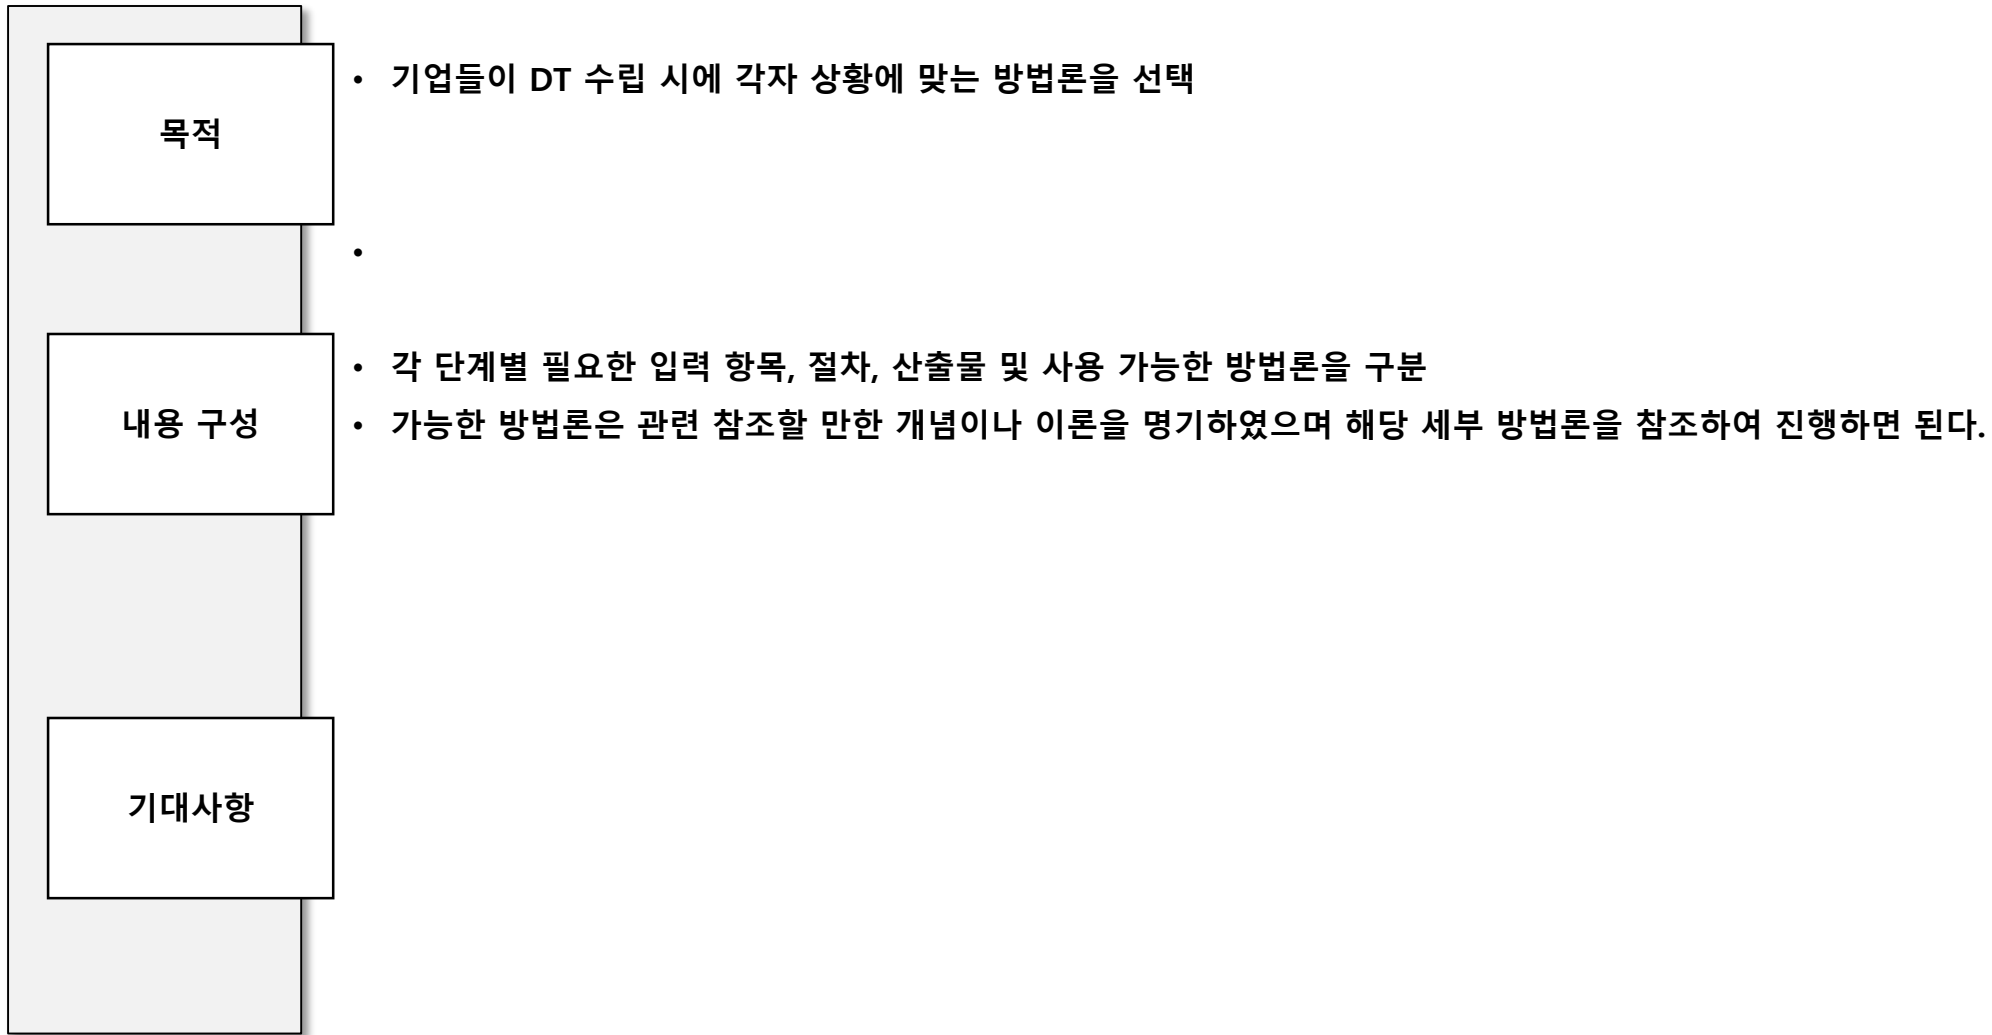 목적
• 기업들이 DT 수립 시에 각자 상황에 맞는 방법론을 선택
•
내용 구성
• 각 단계별 필요한 입력 항목, 절차, 산출물 및 사용 가능한 방법론을 구분
• 가능한 방법론은 관련 참조할 만한 개념이나 이론을 명기하였으며 해당 세부 방법론을 참조하여 진행하면 된다.
기대사항